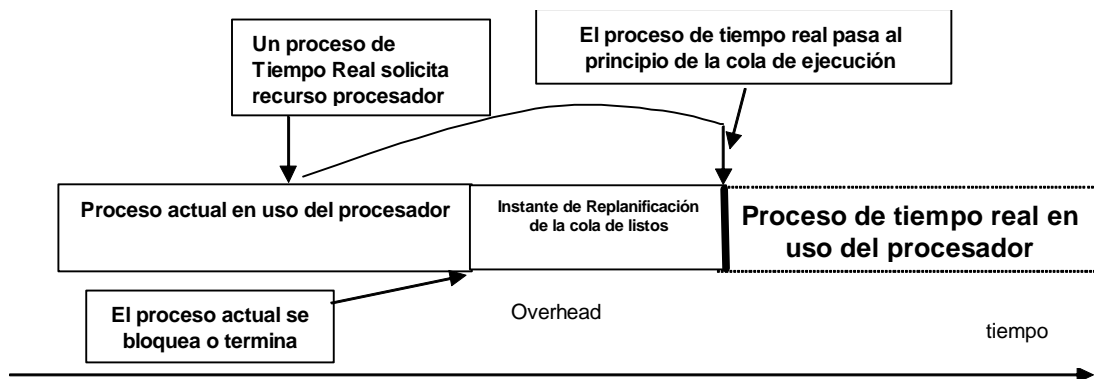 Un proceso de
Tiempo Real solicita
recurso procesador
El proceso de tiempo real pasa al
principio de la cola de ejecución
Proceso actual en uso del procesador
Instante de Replanificación
de la cola de listos
Proceso de tiempo real en
uso del procesador
El proceso actual se
bloquea o termina
Overhead
tiempo